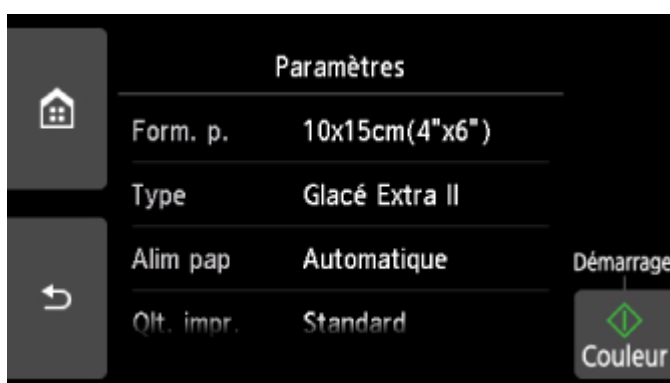 Paramètres
Form. p. 10x15cm(4"x6")
Type Glacé Extra II
Alim pap Automatique
Qlt. impr. Standard
Démarrage
Couleur